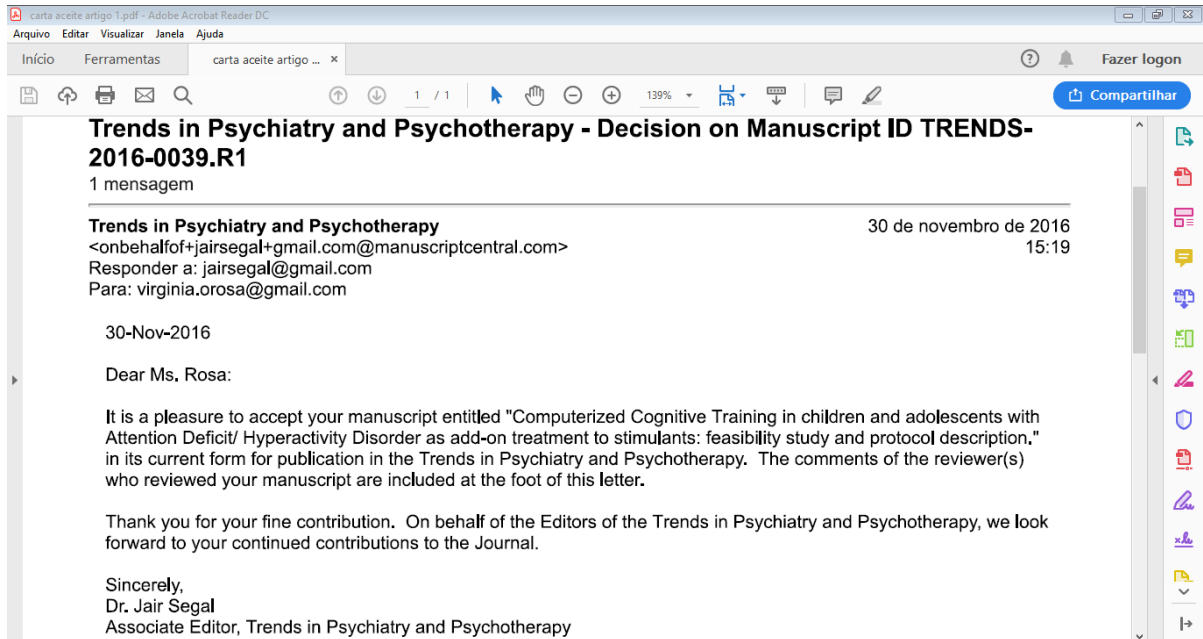 carta aceite artigo 1.pdf - Adobe Acrobat Reader DC
Arquivo Editar Visualizar Janela Ajuda
Início Ferramentas carta aceite artigo ... × Fazer logon
1 / 1 139% Compartilhar
Trends in Psychiatry and Psychotherapy - Decision on Manuscript ID TRENDS-
2016-0039.R1
1 mensagem
Trends in Psychiatry and Psychotherapy 30 de novembro de 2016
<onbehalfof+jairsegal+gmail.com@manuscriptcentral.com> 15:19
Responder a: jairsegal@gmail.com
Para: virginia.orosa@gmail.com
30-Nov-2016
Dear Ms. Rosa:
It is a pleasure to accept your manuscript entitled "Computerized Cognitive Training in children and adolescents with
Attention Deficit/ Hyperactivity Disorder as add-on treatment to stimulants: feasibility study and protocol description."
in its current form for publication in the Trends in Psychiatry and Psychotherapy. The comments of the reviewer(s)
who reviewed your manuscript are included at the foot of this letter.
Thank you for your fine contribution. On behalf of the Editors of the Trends in Psychiatry and Psychotherapy, we look
forward to your continued contributions to the Journal.
Sincerely,
Dr. Jair Segal
Associate Editor, Trends in Psychiatry and Psychotherapy